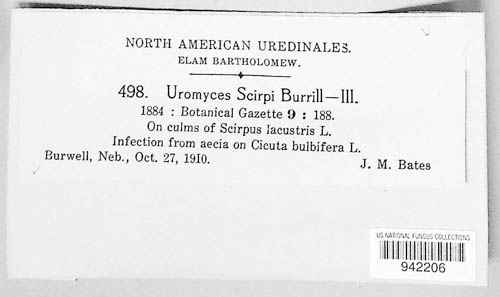 NORTH AMERICAN UREDINALES.
ELAM BARTHOLOMEW.
498. Uromyces Scirpi Burrill—III.
1884 : Botanical Gazette 9 : 188.
On culms of Scirpus lacustris L.
Infection from aecia on Cicuta bulbifera L.
Burwell, Neb., Oct. 27, 1910. J. M. Bates
US NATIONAL FUNGUS COLLECTIONS
942206